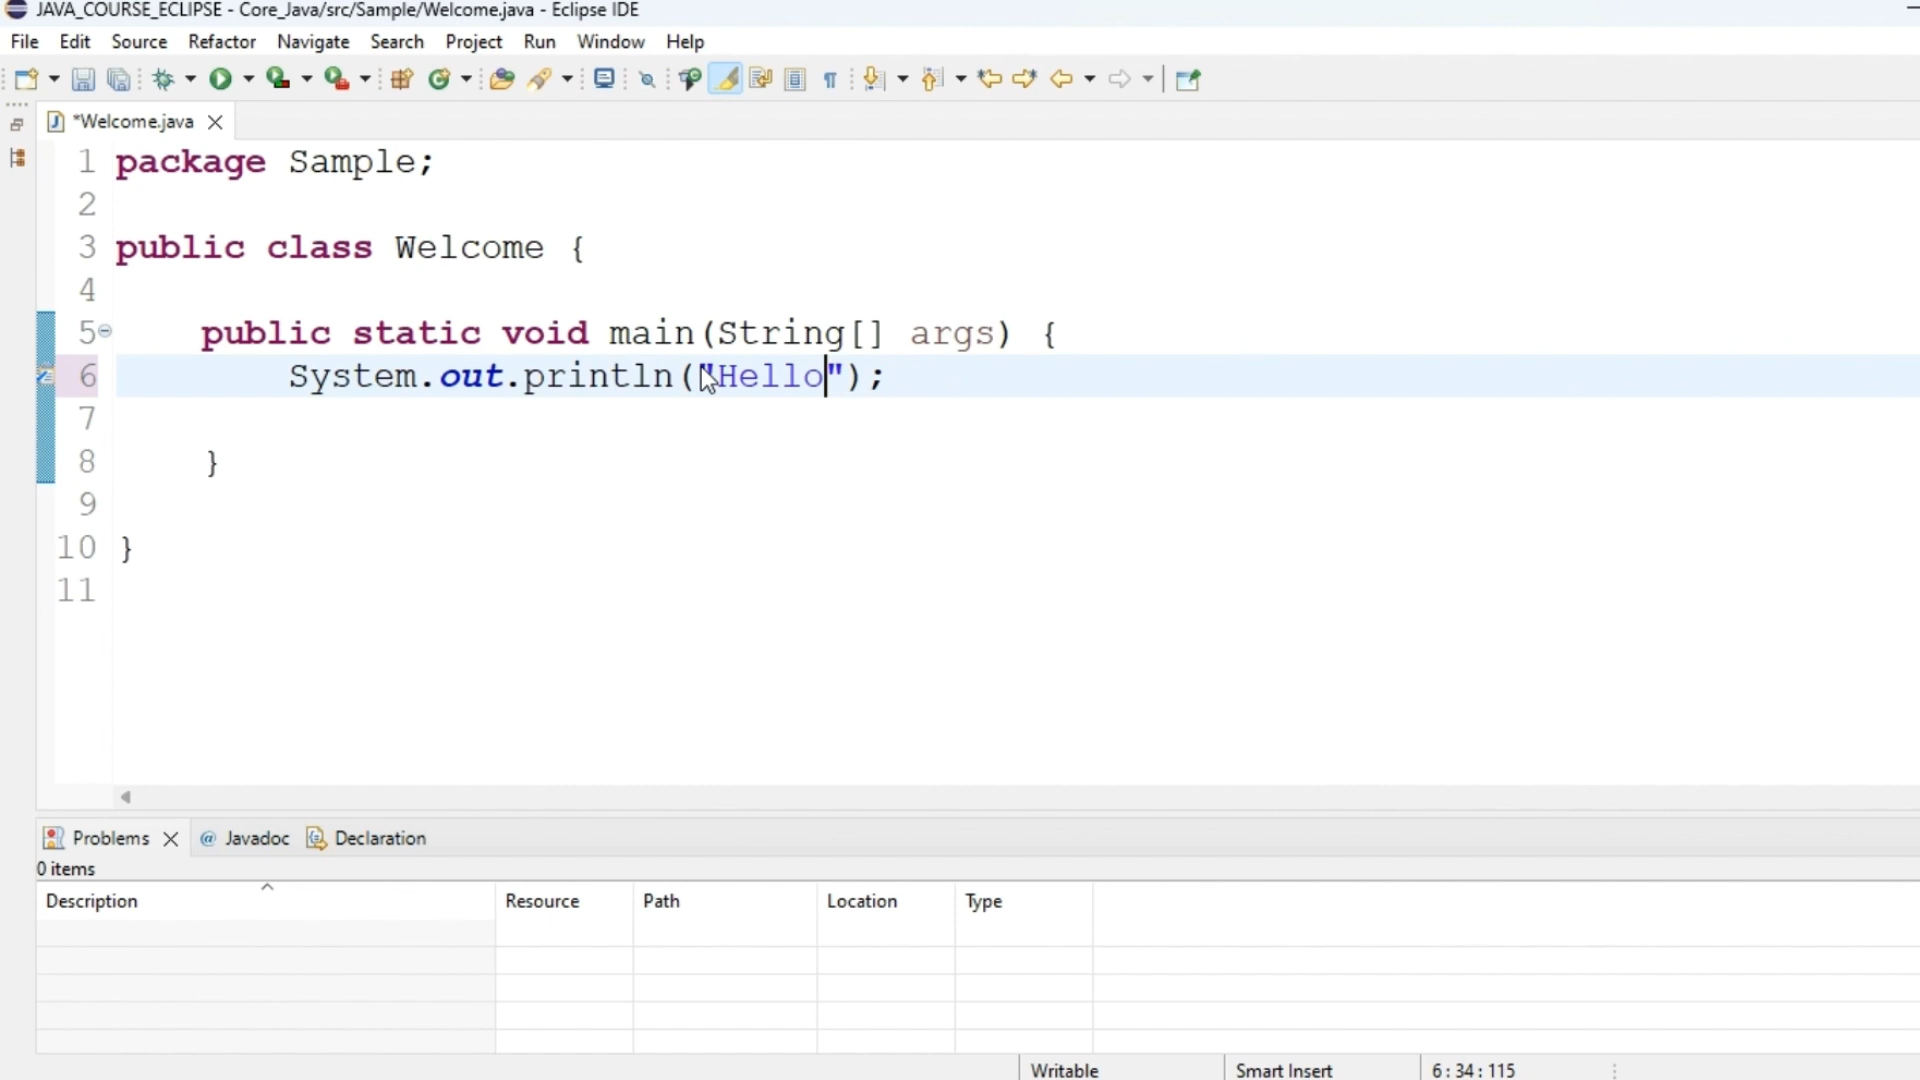 JAVA_COURSE_ECLIPSE - Core_Java/src/Sample/Welcome.java - Eclipse IDE
File Edit Source Refactor Navigate Search Project Run Window Help
*Welcome.java
1 package Sample;
2
3 public class Welcome {
4
5 public static void main(String[] args) {
6 System.out.println("Hello");
7
8 }
9
10 }
11
Problems @ Javadoc Declaration
0 items
Description Resource Path Location Type
Writable Smart Insert 6 : 34 : 115